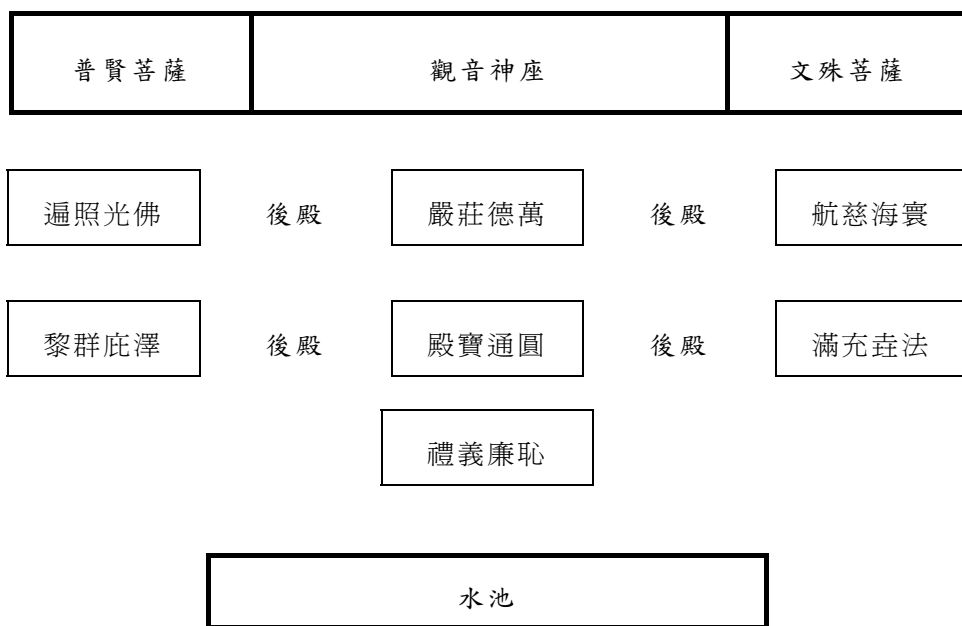 普賢菩薩 觀音神座 文殊菩薩
遍照光佛 後殿 嚴莊德萬 後殿 航慈海寰
黎群庇澤 後殿 殿寶通圓 後殿 滿充垚法
禮義廉恥
水池